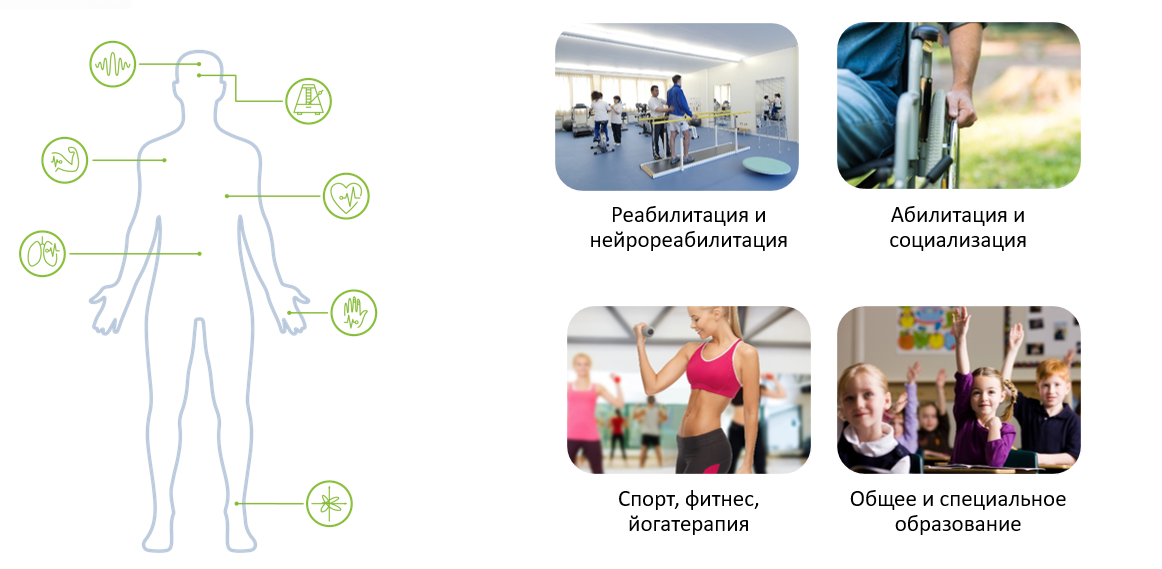 Реабилитация и
нейрореабилитация
Абилитация и
социализация
Спорт, фитнес,
йогатерапия
Общее и специальное
образование